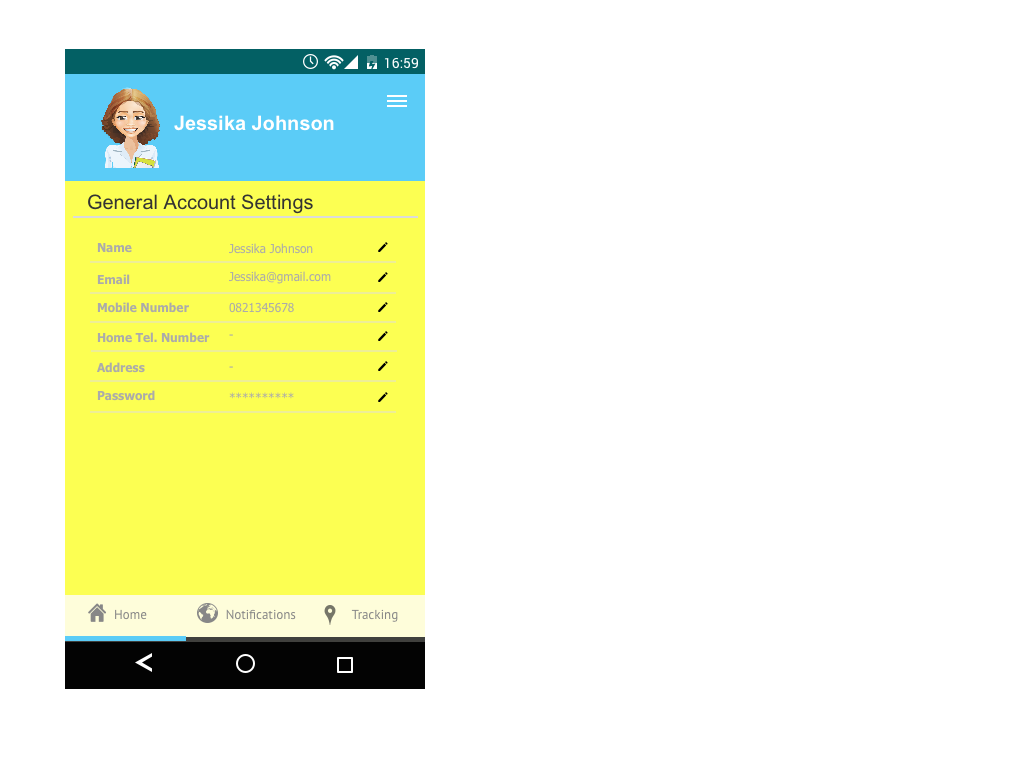 16:59
Jessika Johnson
General Account Settings
Name Jessika Johnson
Email Jessika@gmail.com
Mobile Number 0821345678
Home Tel. Number -
Address -
Password **********
Home Notifications Tracking